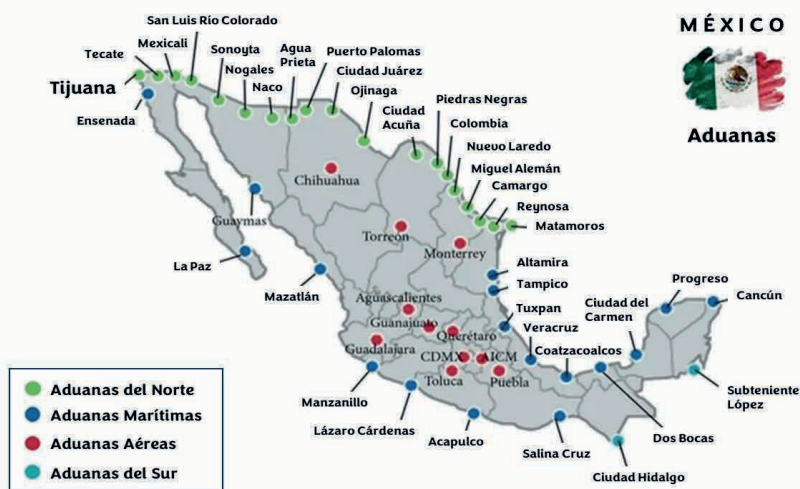 MÉXICO
Aduanas
San Luis Río Colorado
Mexicali
Tecate
Tijuana
Ensenada
Sonoyta
Nogales
Naco
Agua
Prieta
Puerto Palomas
Ciudad Juárez
Ojinaga
Ciudad
Acuña
Piedras Negras
Colombia
Nuevo Laredo
Miguel Alemán
Camargo
Reynosa
Matamoros
Chihuahua
Guaymas
Torreón
Monterrey
La Paz
Mazatlán
Altamira
Tampico
Tuxpan
Veracruz
Coatzacoalcos
Ciudad del
Carmen
Progreso
Cancún
Aguascalientes
Guanajuato
Querétaro
Guadalajara
CDMX
AICM
Toluca
Puebla
Manzanillo
Lázaro Cárdenas
Acapulco
Salina Cruz
Dos Bocas
Ciudad Hidalgo
Subteniente
López
Aduanas del Norte
Aduanas Marítimas
Aduanas Aéreas
Aduanas del Sur